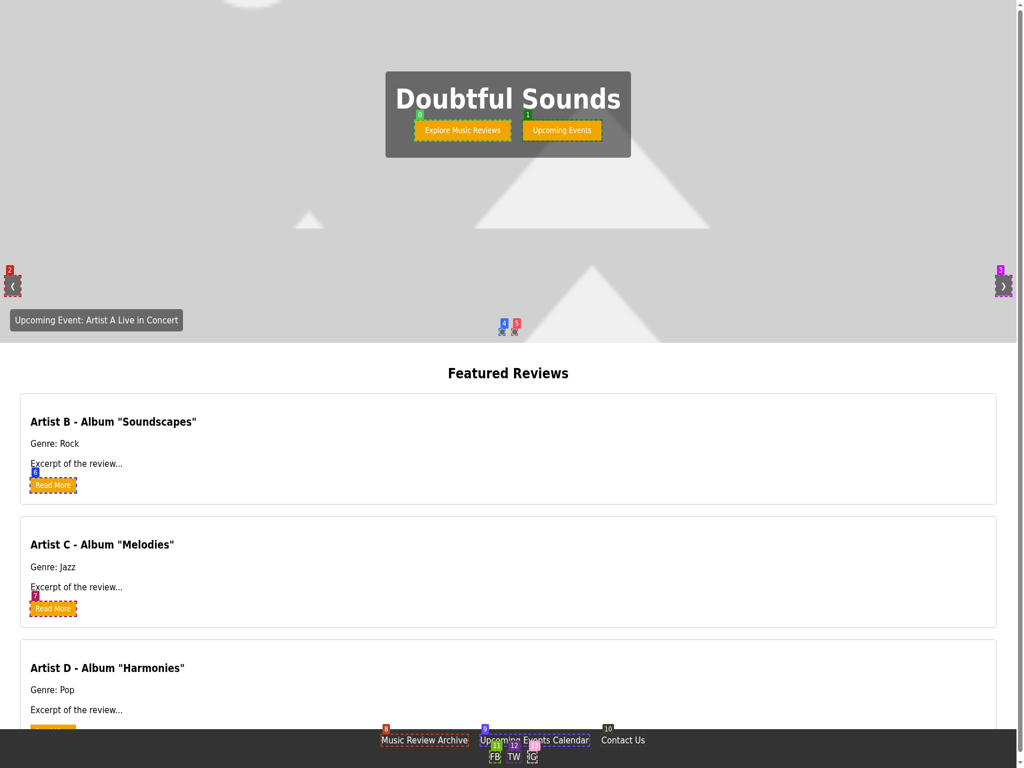 Doubtful Sounds
0
1
Explore Music Reviews
Upcoming Events
2
3
❮
❯
Upcoming Event: Artist A Live in Concert
4
5
Featured Reviews
Artist B - Album "Soundscapes"
Genre: Rock
Excerpt of the review...
6
Read More
Artist C - Album "Melodies"
Genre: Jazz
Excerpt of the review...
7
Read More
Artist D - Album "Harmonies"
Genre: Pop
Excerpt of the review...
8
9
10
Music Review Archive
Upcoming Events Calendar
Contact Us
11
12
13
FB
TW
IG